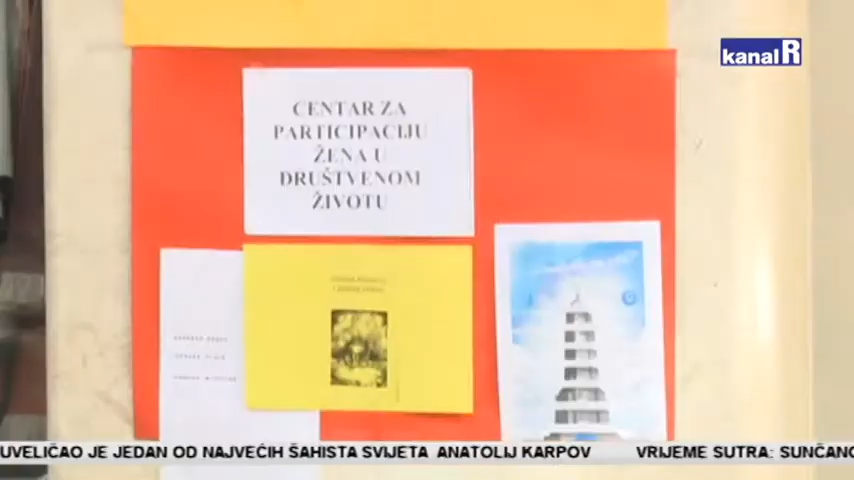 kanal R
CENTAR ZA
PARTICIPACIJU
ŽENA U
DRUŠTVENOM
ŽIVOTU
UVELIČAO JE JEDAN OD NAJVEĆIH ŠAHISTA SVIJETA ANATOLIJ KARPOV VRIJEME SUTRA: SUNČANO